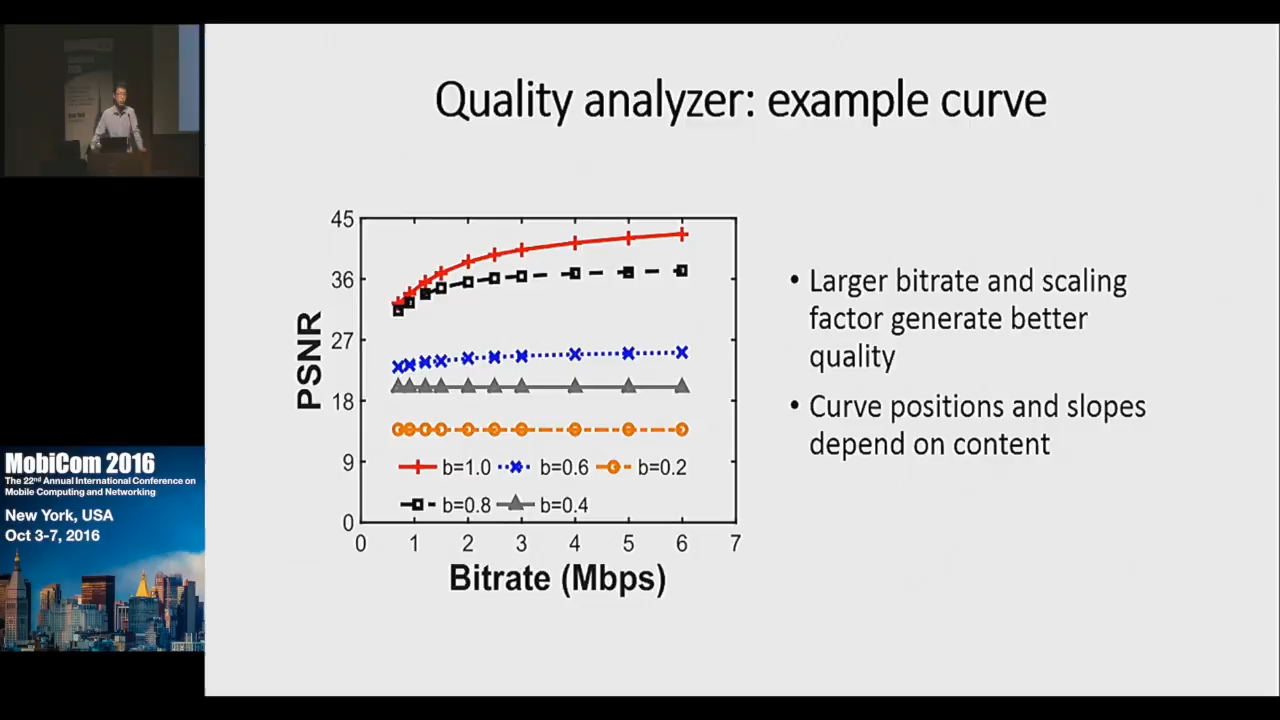 Quality analyzer: example curve
45
36
27
18
9
0
PSNR
b=1.0 b=0.6 b=0.2
b=0.8 b=0.4
0 1 2 3 4 5 6 7
Bitrate (Mbps)
• Larger bitrate and scaling
factor generate better
quality
• Curve positions and slopes
depend on content
MobiCom 2016
The 22nd Annual International Conference on
Mobile Computing and Networking
New York, USA
Oct 3-7, 2016